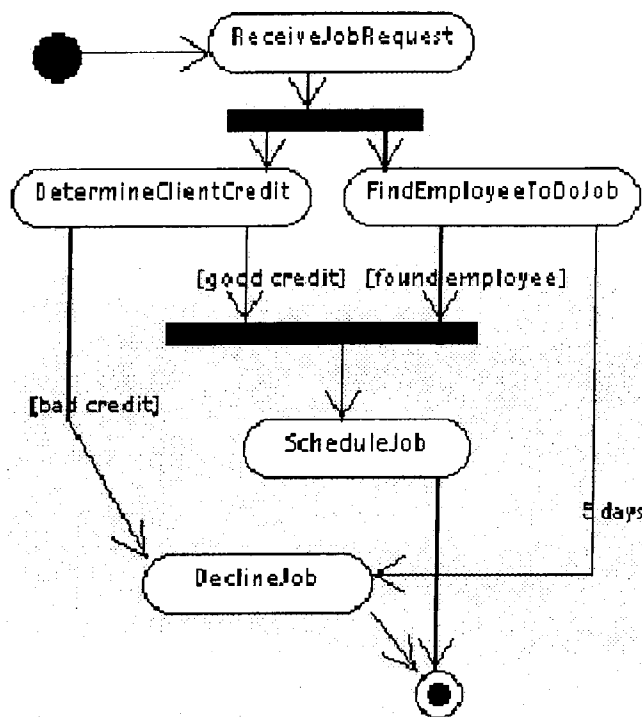 ReceiveJobRequest
DetermineClientCredit
FindEmployeeToDoJob
[good credit]
[found employee]
[bad credit]
ScheduleJob
5 days
DeclineJob